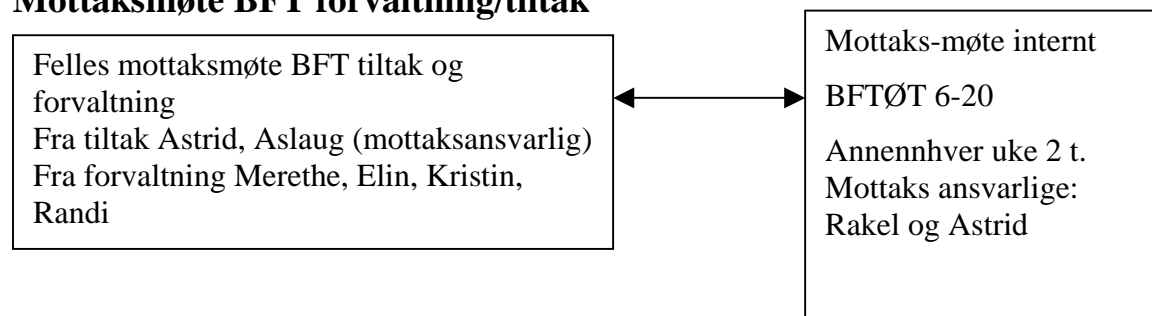 Mottaksmøte BFT forvaltning/tiltak
Felles mottaksmøte BFT tiltak og
forvaltning
Fra tiltak Astrid, Aslaug (mottaksansvarlig)
Fra forvaltning Merethe, Elin, Kristin,
Randi
Mottaks-møte internt
BFTØT 6-20
Annennhver uke 2 t.
Mottaks ansvarlige:
Rakel og Astrid